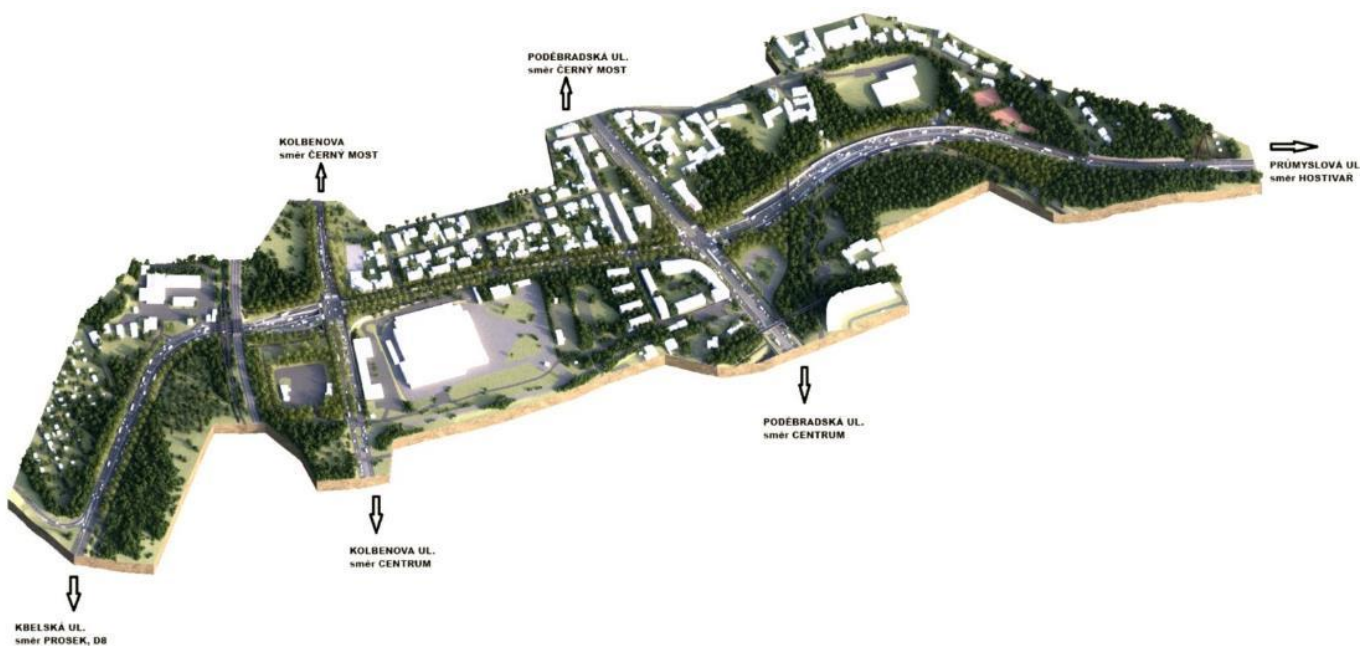 PODĚBRADSKÁ UL.
směr ČERNÝ MOST
KOLBENOVA
směr ČERNÝ MOST
PRŮMYSLOVÁ UL.
směr HOSTIVAŘ
PODĚBRADSKÁ UL.
směr CENTRUM
KOLBENOVA UL.
směr CENTRUM
KBELSKÁ UL.
směr PROSEK, D8